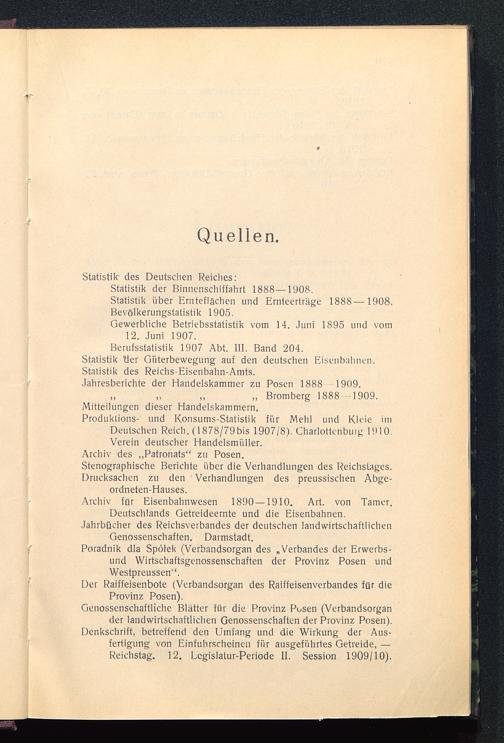 Quellen.
Statistik des Deutschen Reiches:
Statistik der Binnenschiffahrt 1888—1908.
Statistik über Ernteflächen und Ernteerträge 1888—1908.
Bevölkerungstatistik 1905.
Gewerbliche Betriebsstatistik vom 14. Juni 1895 und vom
12. Juni 1907.
Berufsstatistik 1907 Abt. III. Band 204.
Statistik der Güterbewegung auf den deutschen Eisenbahnen.
Statistik des Reichs-Eisenbahn-Amts.
Jahresberichte der Handelskammer zu Posen 1888—1909.
„ „ „ „ Bromberg 1888—1909.
Mitteilungen dieser Handelskammern.
Produktions- und Konsums-Statistik für Mehl und Kleie im
Deutschen Reich. (1878/79 bis 1907/8). Charlottenburg 1910.
Verein deutscher Handelsmüller.
Archiv des „Patronats“ zu Posen.
Stenographische Berichte über die Verhandlungen des Reichstages.
Drucksachen zu den Verhandlungen des preussischen Abge-
ordneten-Hauses.
Archiv für Eisenbahnwesen 1890—1910. Art. von Tamer.
Deutschlands Getreideernte und die Eisenbahnen.
Jahrbücher des Reichsverbandes der deutschen landwirtschaftlichen
Genossenschaften. Darmstadt.
Poradnik dla Spółek (Verbandsorgan des „Verbandes der Erwerbs-
und Wirtschaftsgenossenschaften der Provinz Posen und
Westpreussen“.
Der Raiffeisenbote (Verbandsorgan des Raiffeisenverbandes für die
Provinz Posen).
Genossenschaftliche Blätter für die Provinz Posen (Verbandsorgan
der landwirtschaftlichen Genossenschaften der Provinz Posen).
Denkschrift, betreffend den Umfang und die Wirkung der Aus-
fertigung von Einfuhrscheinen für ausgeführtes Getreide, —
Reichstag. 12. Legislatur-Periode II. Session 1909/10).